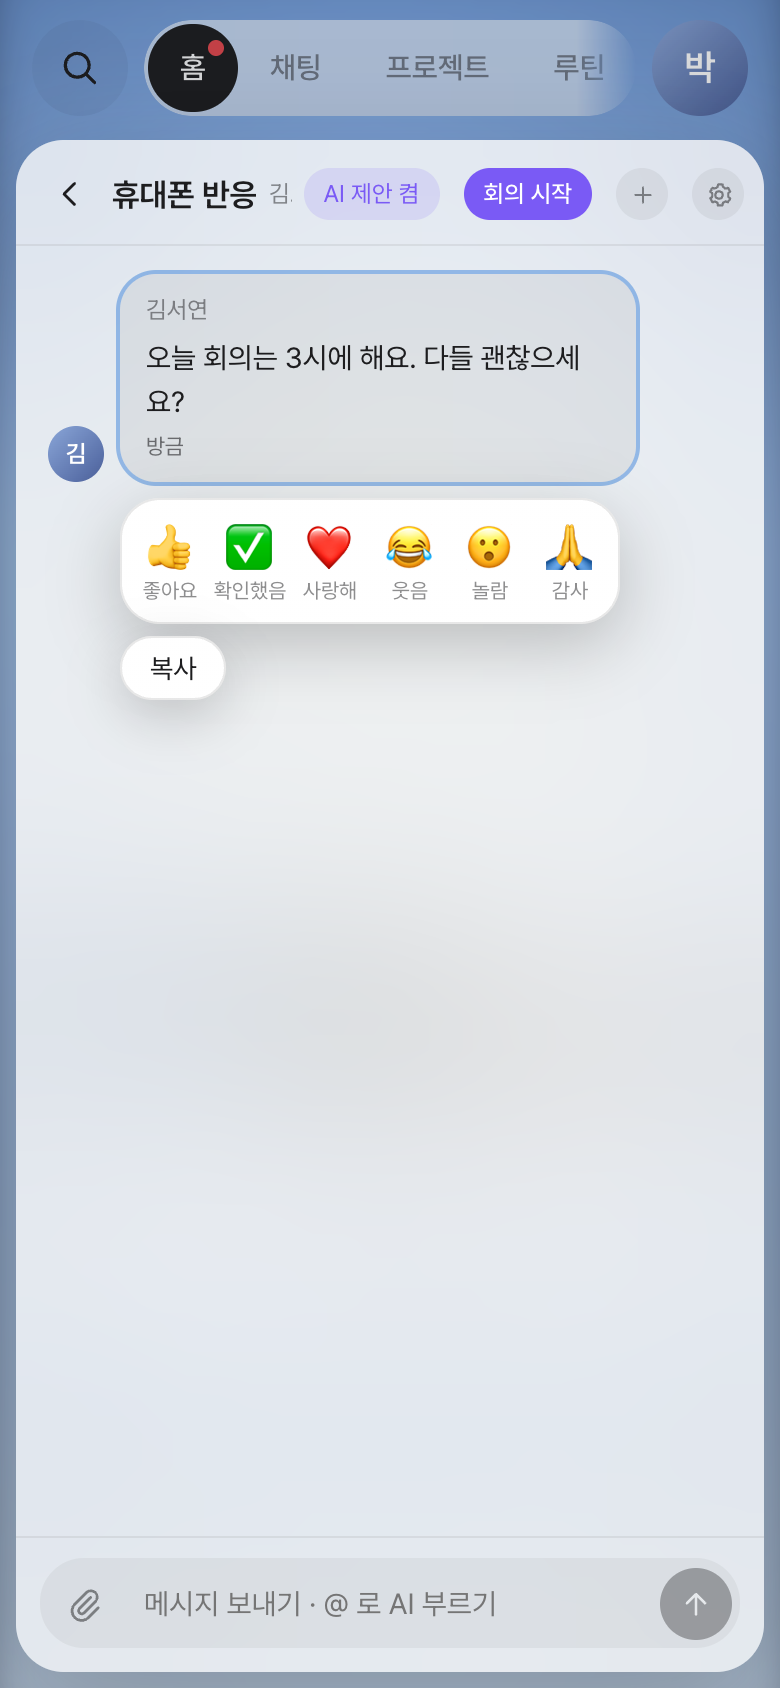 홈 채팅 프로젝트 루틴 박
휴대폰 반응 김. AI 제안 켬 회의 시작
김서연
오늘 회의는 3시에 해요. 다들 괜찮으세
요?
방금
김
좋아요 확인했음 사랑해 웃음 놀람 감사
복사
메시지 보내기 · @ 로 AI 부르기